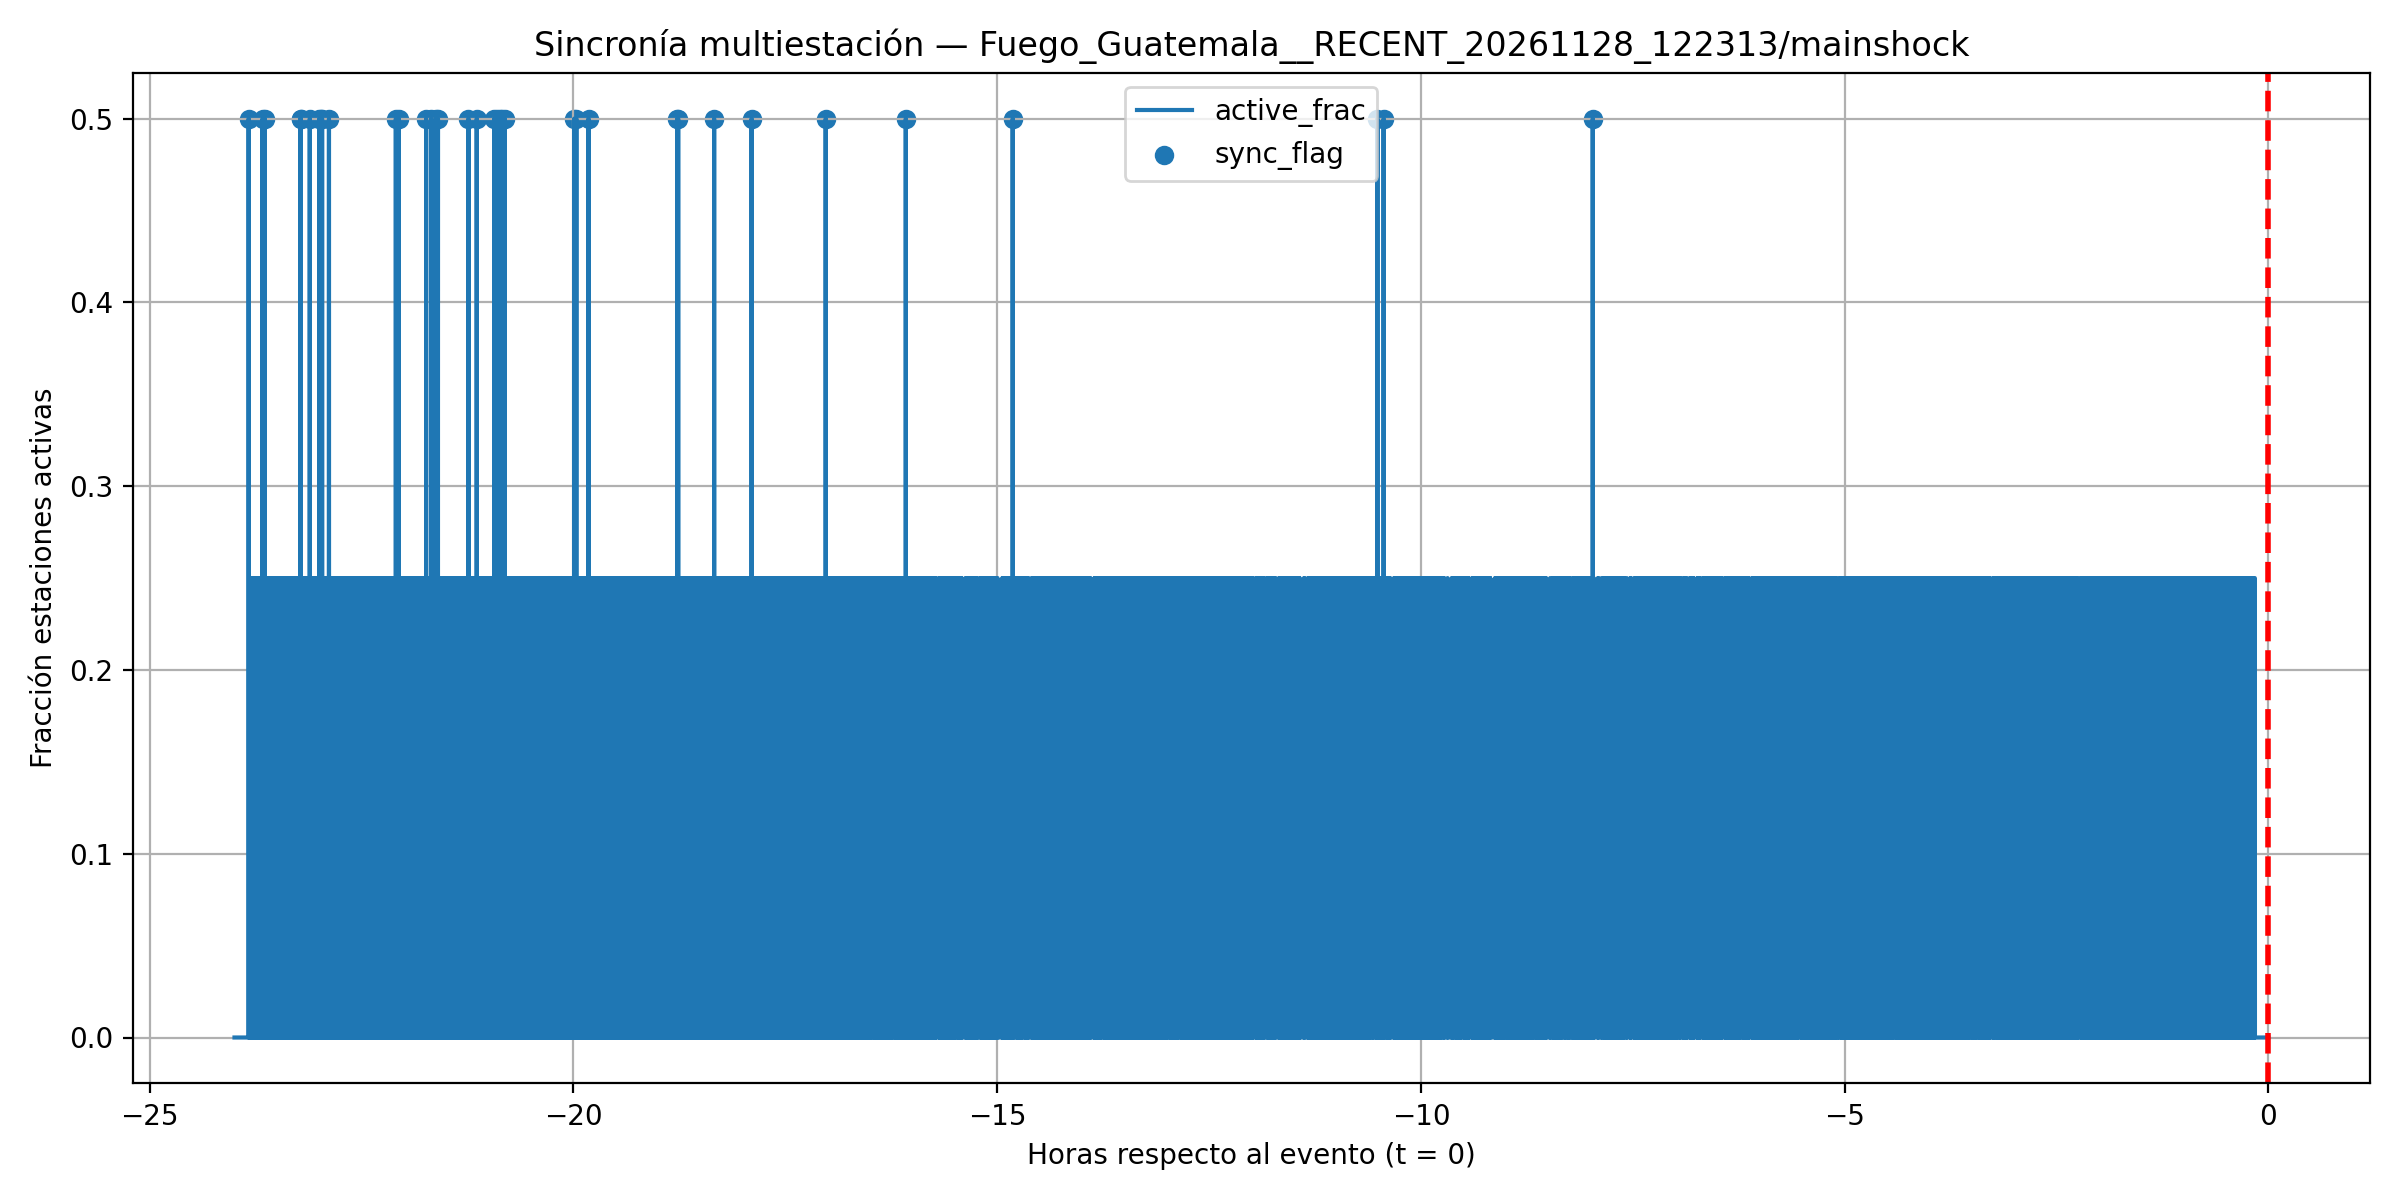 Sincronía multiestación — Fuego_Guatemala__RECENT_20261128_122313/mainshock
Fracción estaciones activas
0.5
0.4
0.3
0.2
0.1
0.0
active_frac
sync_flag
−25
−20
−15
−10
−5
0
Horas respecto al evento (t = 0)